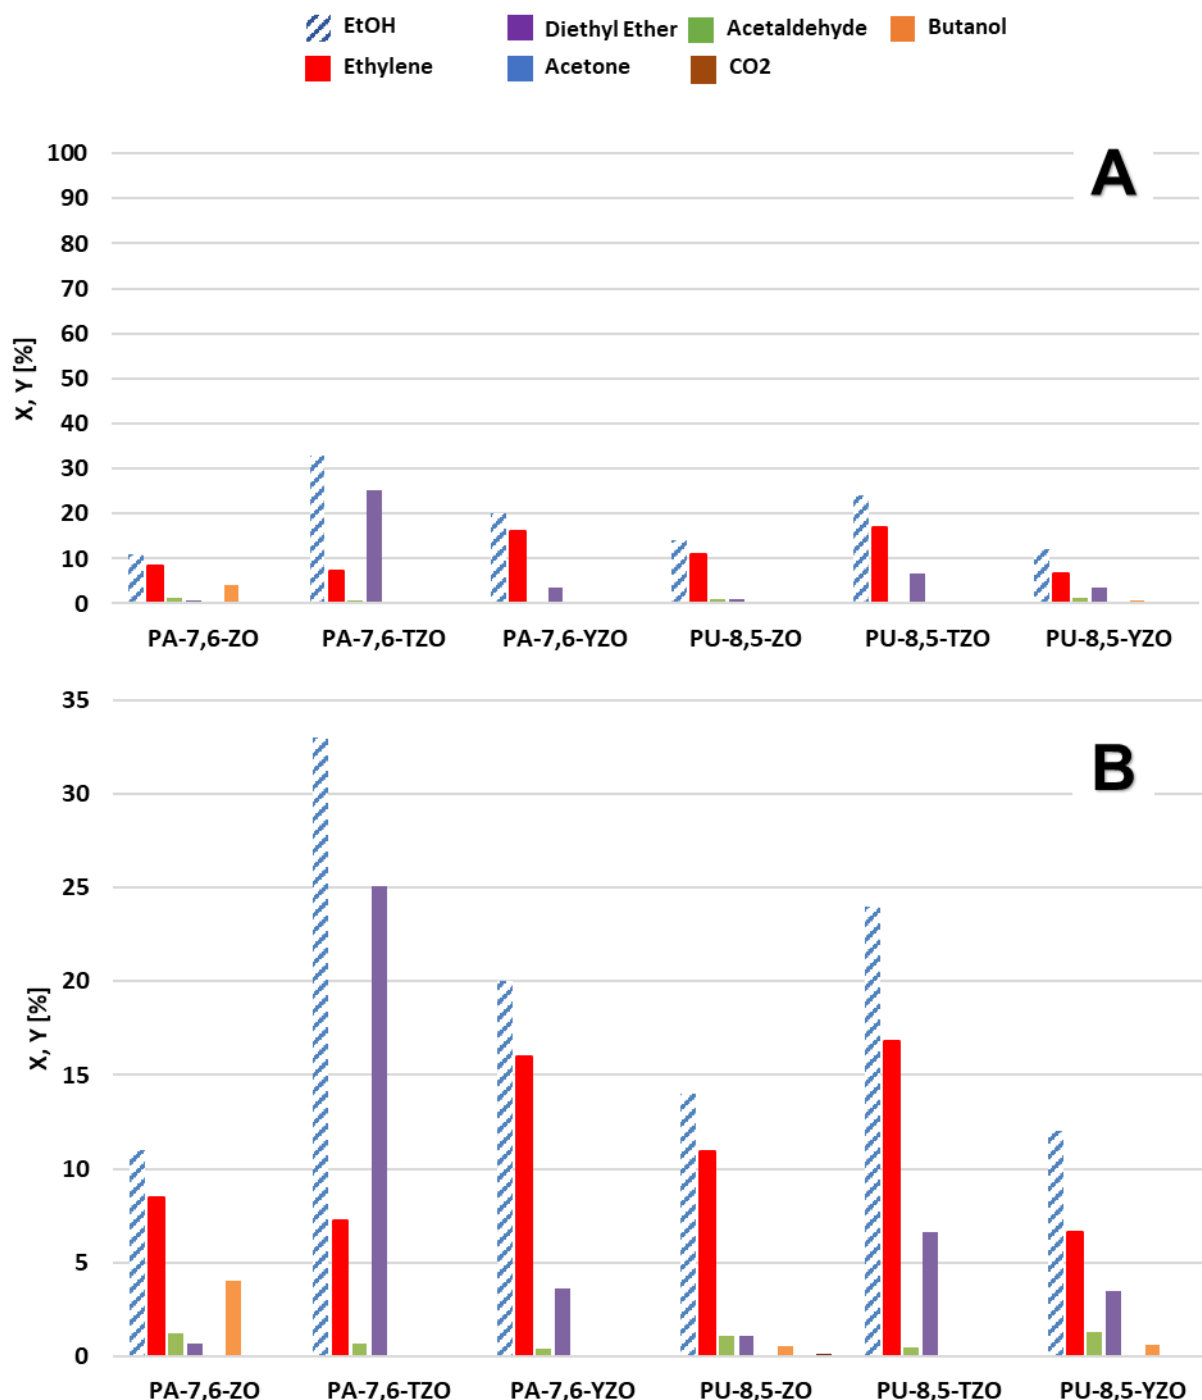 EtOH Diethyl Ether Acetaldehyde Butanol
Ethylene Acetone CO2
A
100
90
80
70
60
50
40
30
20
10
0
X, Y [%]
PA-7,6-ZO PA-7,6-TZO PA-7,6-YZO PU-8,5-ZO PU-8,5-TZO PU-8,5-YZO
B
35
30
25
20
15
10
5
0
X, Y [%]
PA-7,6-ZO PA-7,6-TZO PA-7,6-YZO PU-8,5-ZO PU-8,5-TZO PU-8,5-YZO